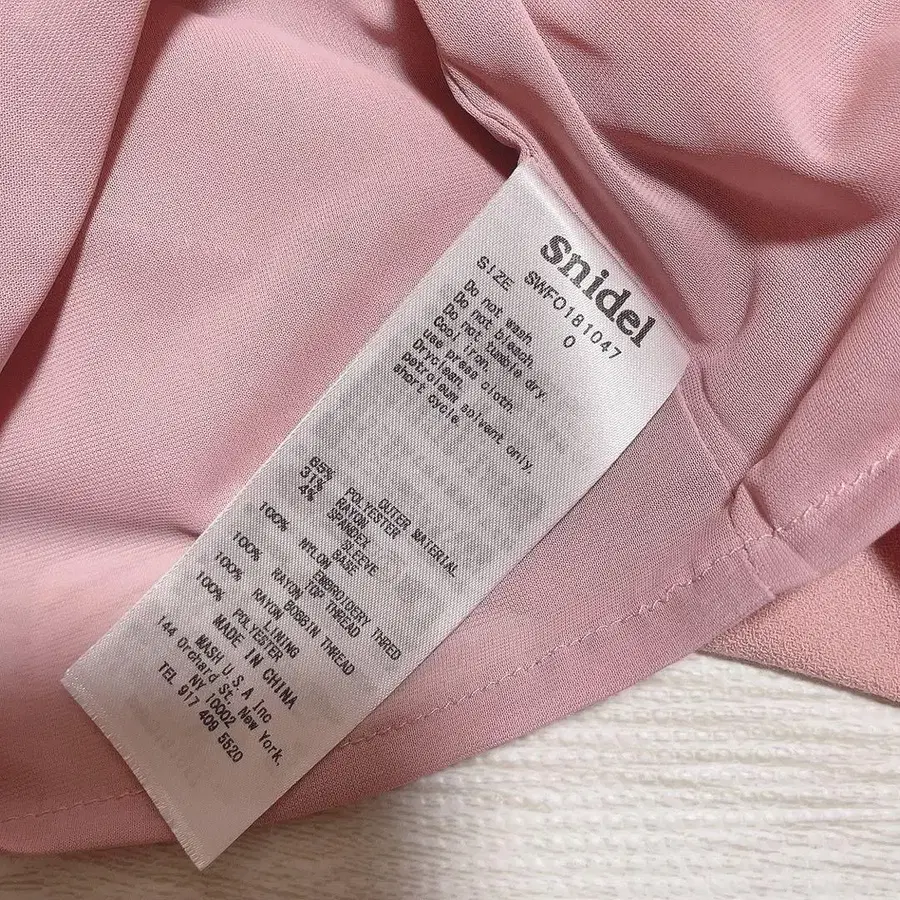 snidel
SWFO181047
SIZE 0
Do not wash.
Do not bleach.
Do not tumble dry.
Cool iron.
use press cloth.
Dryclean.
petroleum solvent only.
short cycle.
OUTER MATERIAL
65% POLYESTER
31% RAYON
4% SPANDEX
SLEEVE
BASE
100% NYLON
EMBROIDERY THRED
TOP THREAD
100% RAYON
BOBBIN THREAD
100% RAYON
LINING
100% POLYESTER
MADE IN CHINA
MASH U.S.A Inc
144 Orchard St. New York.
NY 10002
TEL 917 409 5520